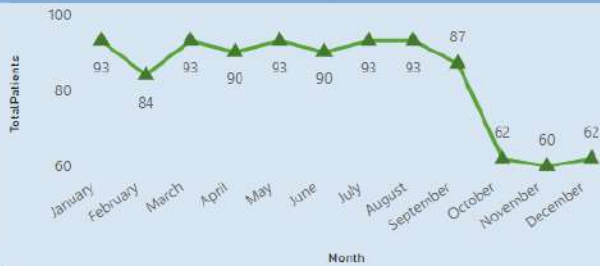 100
80
60
TotalPatients
93
84
93
90
93
90
93
93
87
62
60
62
January
February
March
April
May
June
July
August
September
October
November
December
Month